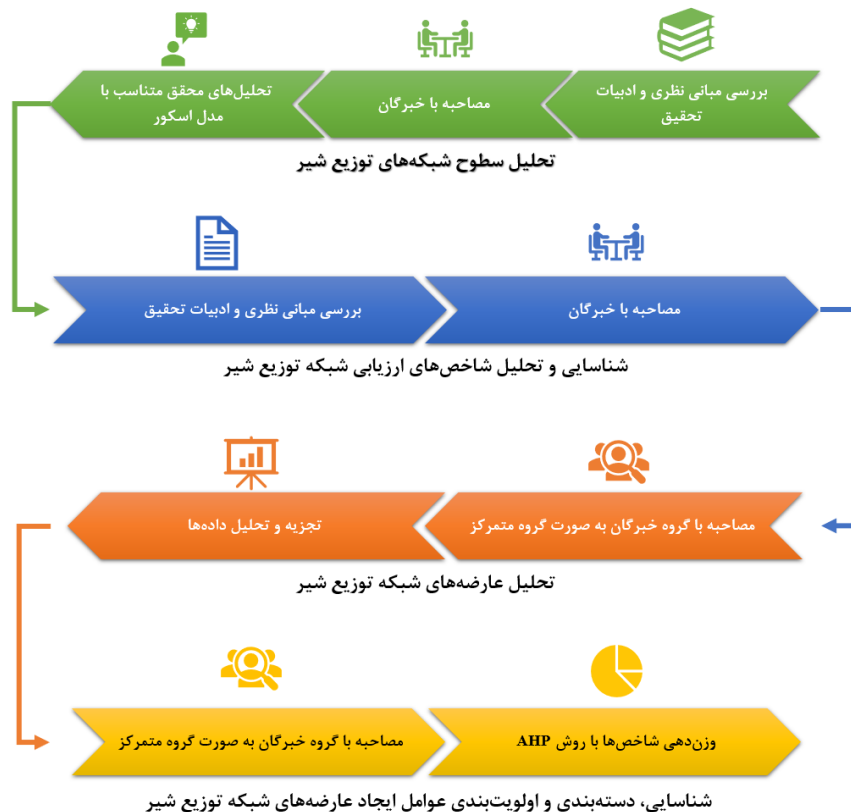 بررسی مبانی نظری و ادبیات
تحقیق
مصاحبه با خبرگان
تحلیل‌های محقق متناسب با
مدل اسکور
تحلیل سطوح شبکه‌های توزیع شیر
بررسی مبانی نظری و ادبیات تحقیق
مصاحبه با خبرگان
شناسایی و تحلیل شاخص‌های ارزیابی شبکه توزیع شیر
مصاحبه با گروه خبرگان به صورت گروه متمرکز
تجزیه و تحلیل داده‌ها
تحلیل عارضه‌های شبکه توزیع شیر
مصاحبه با گروه خبرگان به صورت گروه متمرکز
وزن‌دهی شاخص‌ها با روش AHP
شناسایی، دسته‌بندی و اولویت‌بندی عوامل ایجاد عارضه‌های شبکه توزیع شیر